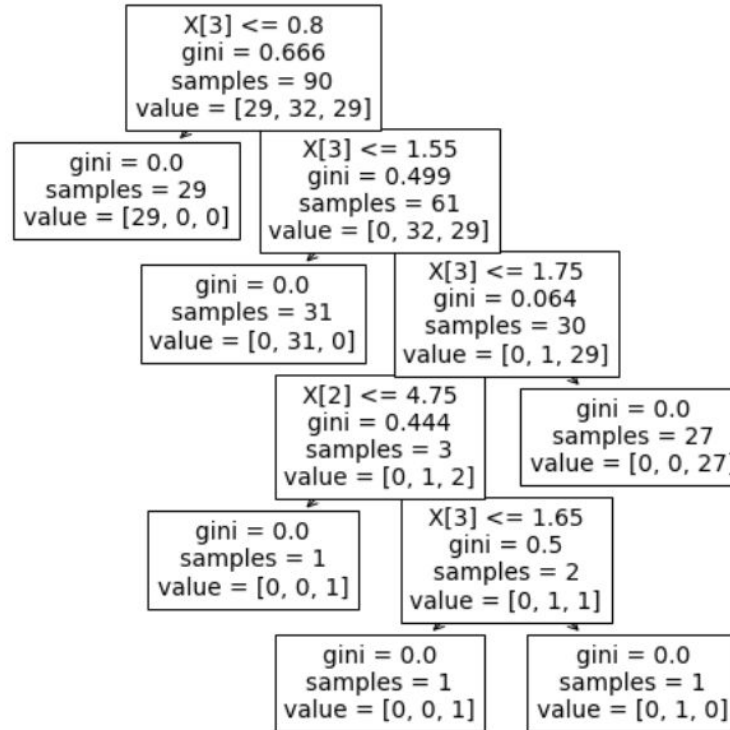 X[3] <= 0.8
gini = 0.666
samples = 90
value = [29, 32, 29]
gini = 0.0
samples = 29
value = [29, 0, 0]
X[3] <= 1.55
gini = 0.499
samples = 61
value = [0, 32, 29]
gini = 0.0
samples = 31
value = [0, 31, 0]
X[3] <= 1.75
gini = 0.064
samples = 30
value = [0, 1, 29]
X[2] <= 4.75
gini = 0.444
samples = 3
value = [0, 1, 2]
gini = 0.0
samples = 27
value = [0, 0, 27]
gini = 0.0
samples = 1
value = [0, 0, 1]
X[3] <= 1.65
gini = 0.5
samples = 2
value = [0, 1, 1]
gini = 0.0
samples = 1
value = [0, 0, 1]
gini = 0.0
samples = 1
value = [0, 1, 0]